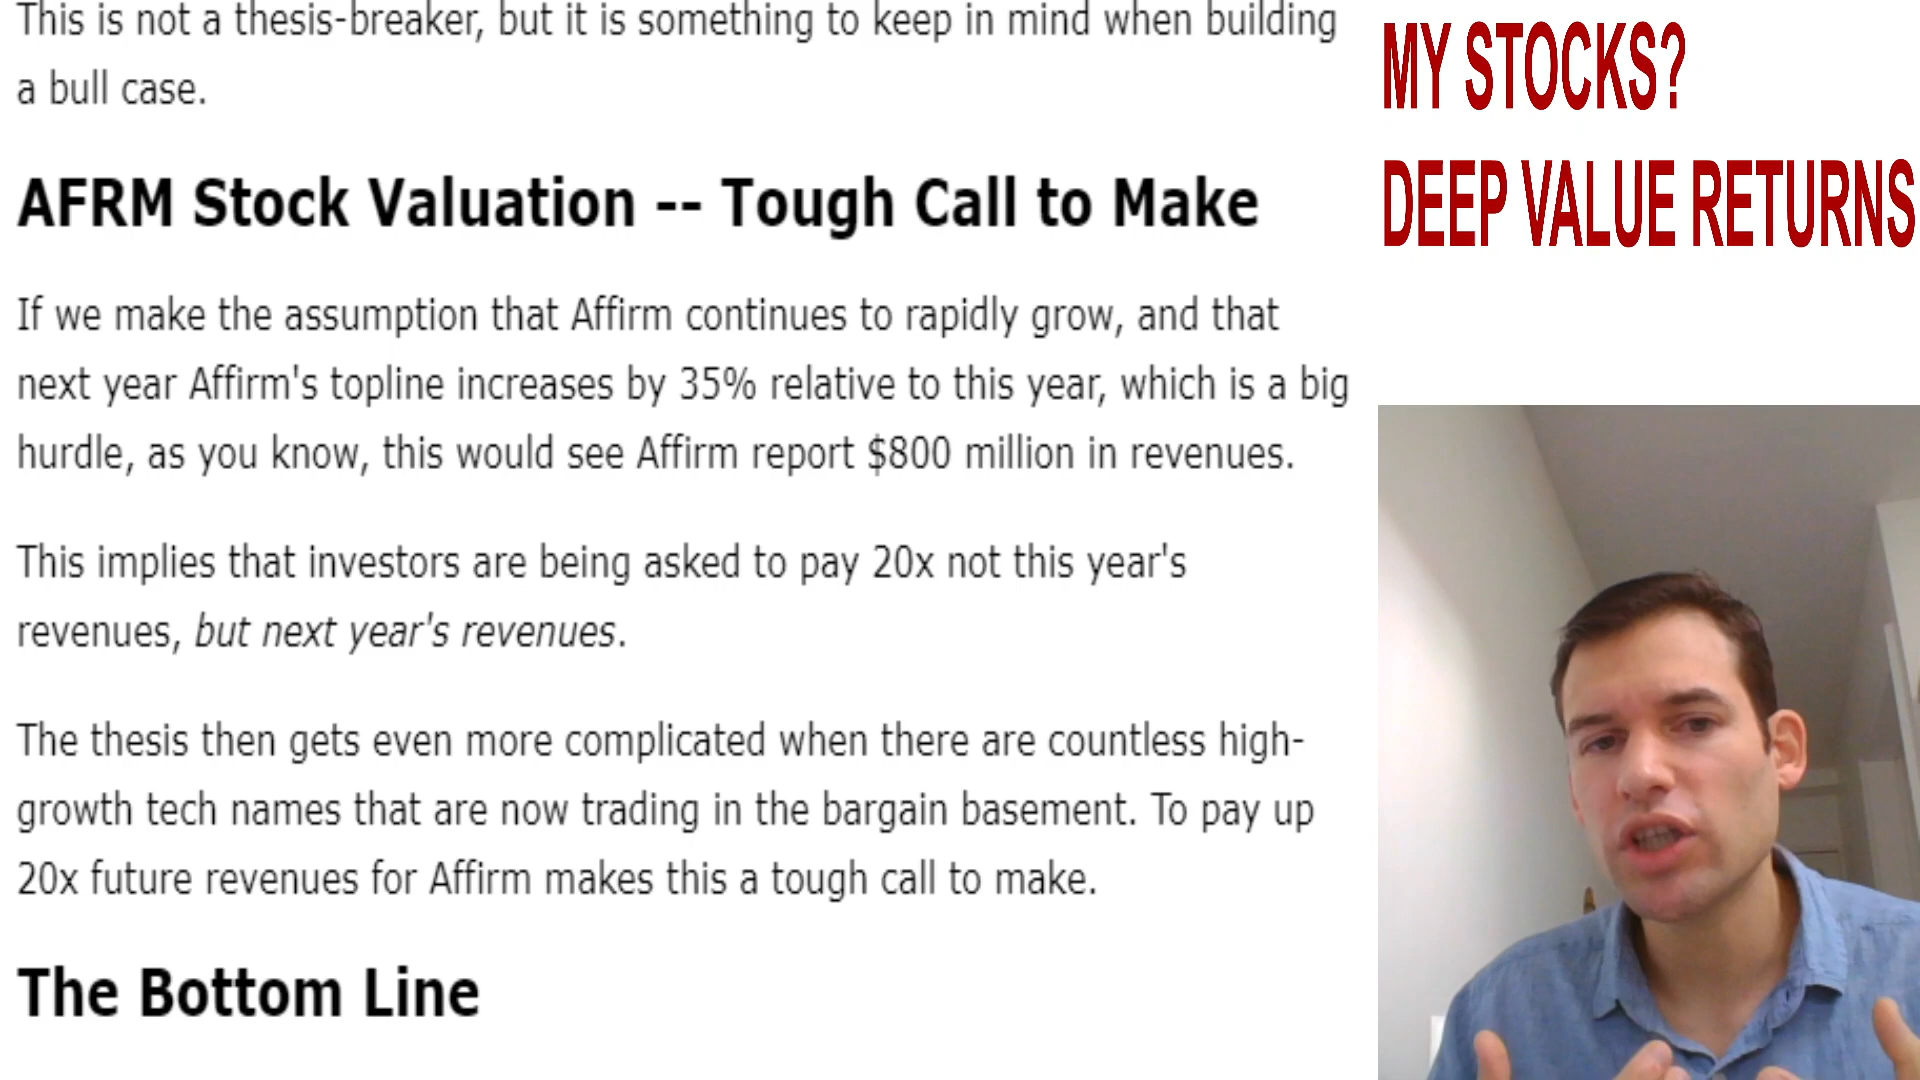 This is not a thesis-breaker, but it is something to keep in mind when building
a bull case.
AFRM Stock Valuation -- Tough Call to Make
If we make the assumption that Affirm continues to rapidly grow, and that
next year Affirm's topline increases by 35% relative to this year, which is a big
hurdle, as you know, this would see Affirm report $800 million in revenues.
This implies that investors are being asked to pay 20x not this year's
revenues, but next year's revenues.
The thesis then gets even more complicated when there are countless high-
growth tech names that are now trading in the bargain basement. To pay up
20x future revenues for Affirm makes this a tough call to make.
The Bottom Line
MY STOCKS?
DEEP VALUE RETURNS